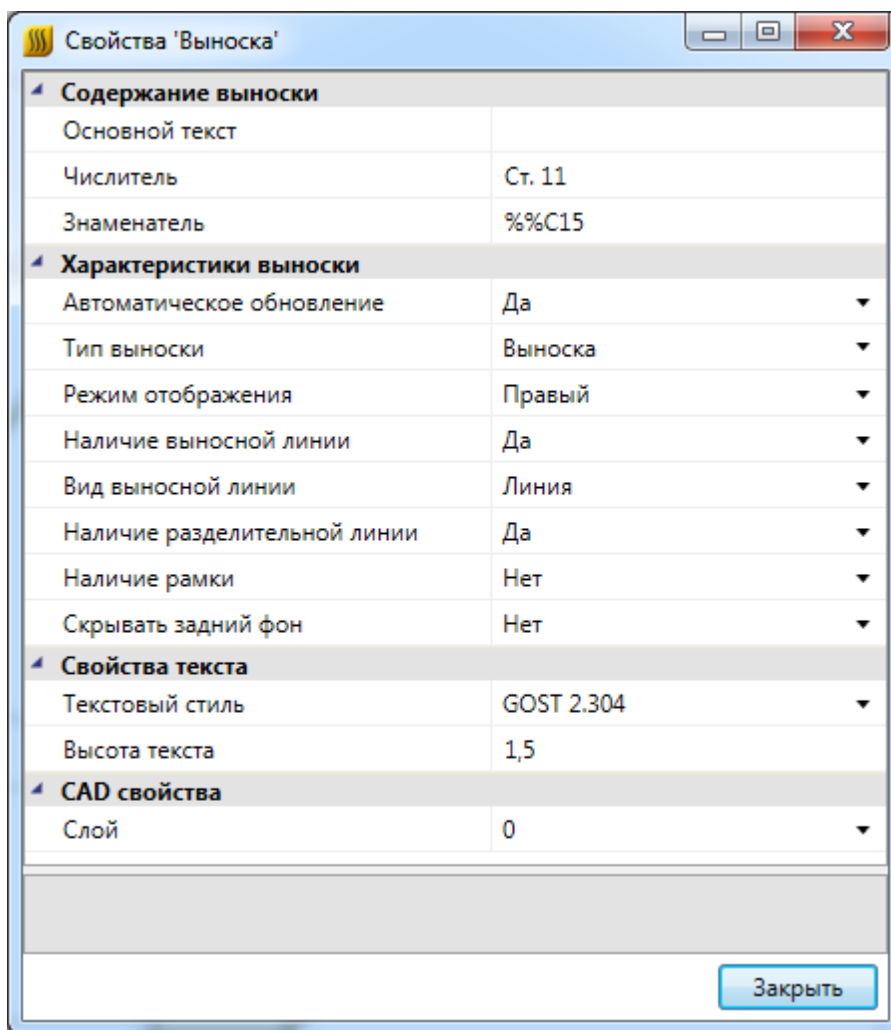 Свойства 'Выноска'
Содержание выноски
Основной текст
Числитель Ст. 11
Знаменатель %%C15
Характеристики выноски
Автоматическое обновление Да
Тип выноски Выноска
Режим отображения Правый
Наличие выносной линии Да
Вид выносной линии Линия
Наличие разделительной линии Да
Наличие рамки Нет
Скрывать задний фон Нет
Свойства текста
Текстовый стиль GOST 2.304
Высота текста 1,5
CAD свойства
Слой 0
Закрыть